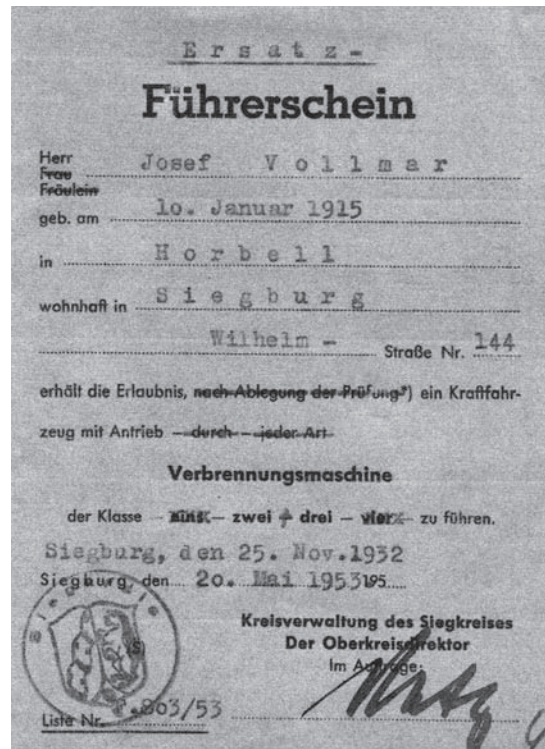 Ersatz-
Führerschein
Herr Josef Vollmar
Frau
Fräulein
geb. am lo. Januar 1915
in Horbell
wohnhaft in Siegburg
Wilhelm - Straße Nr. 144
erhält die Erlaubnis, nach Ablegung der Prüfung*) ein Kraftfahr-
zeug mit Antrieb – durch – jeder Art
Verbrennungsmaschine
der Klasse eins – zwei + drei – vier – zu führen.
Siegburg, den 25. Nov.1932
Siegburg, den 2o. Mai 1953 195
Kreisverwaltung des Siegkreises
Der Oberkreisdirektor
Im Auftrage:
(S)
Liste Nr. 803/53